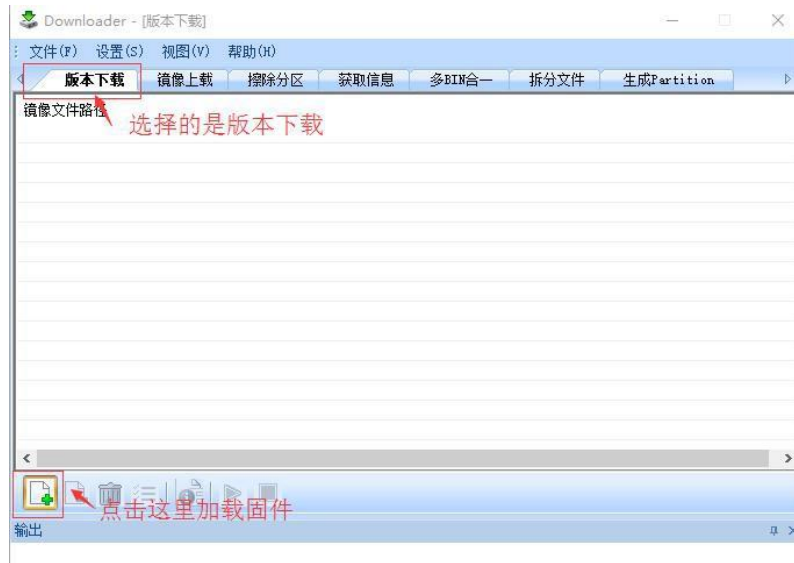 Downloader - [版本下载]
文件(F) 设置(S) 视图(V) 帮助(H)
版本下载 镜像上载 擦除分区 获取信息 多BIN合一 拆分文件 生成Partition
镜像文件路径
选择的是版本下载
点击这里加载固件
输出